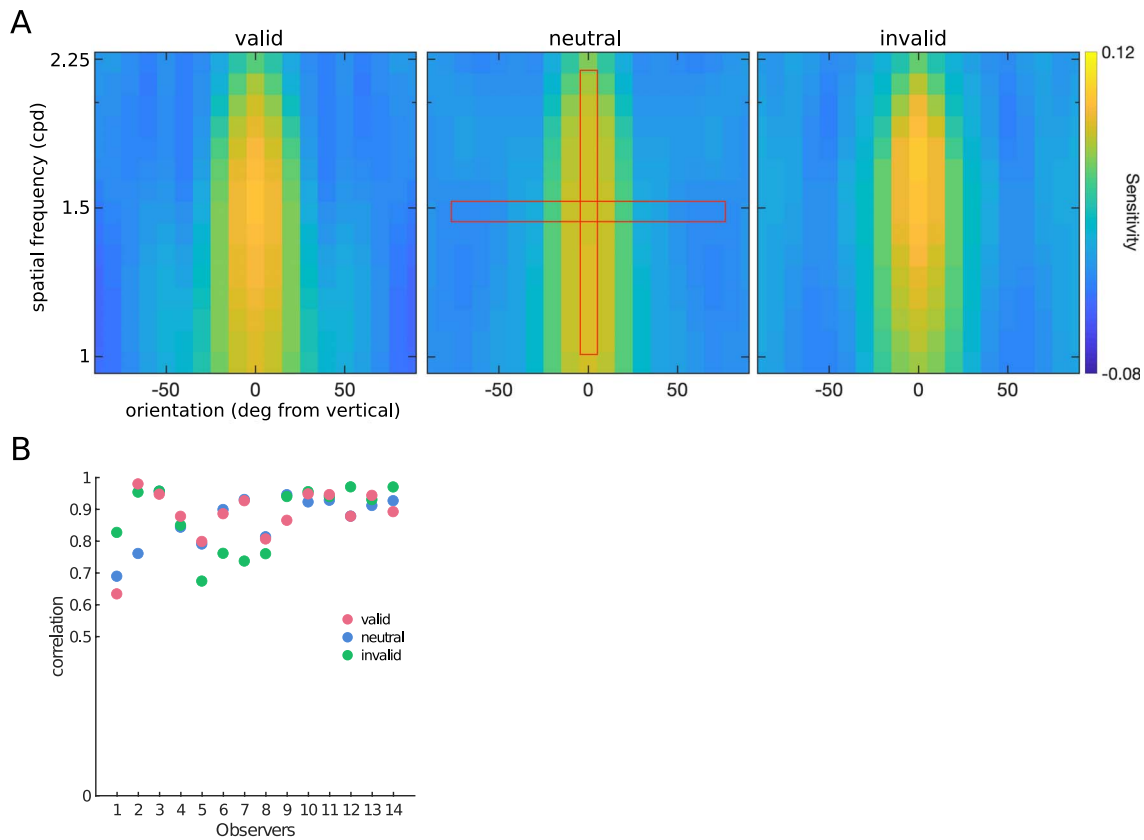 A
valid neutral invalid
2.25
1.5
1
spatial frequency (cpd)
-50 0 50 -50 0 50 -50 0 50
orientation (deg from vertical)
0.12
-0.08
Sensitivity
B
1
0.9
0.8
0.7
0.6
0.5
0
correlation
valid
neutral
invalid
1 2 3 4 5 6 7 8 9 10 11 12 13 14
Observers